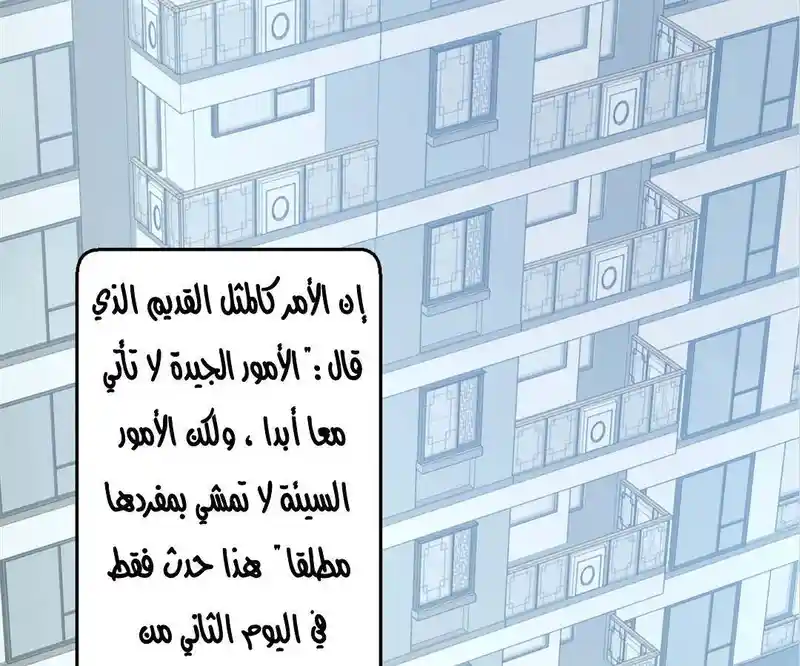 إن الأمر كالمثل القديم الذي
قال :" الأمور الجيدة لا تأتي
معا أبدا ، ولكن الأمور
السيئة لا تمشي بمفردها
مطلقا " هذا حدث فقط
في اليوم الثاني من